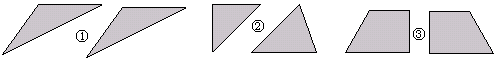 ① ② ③